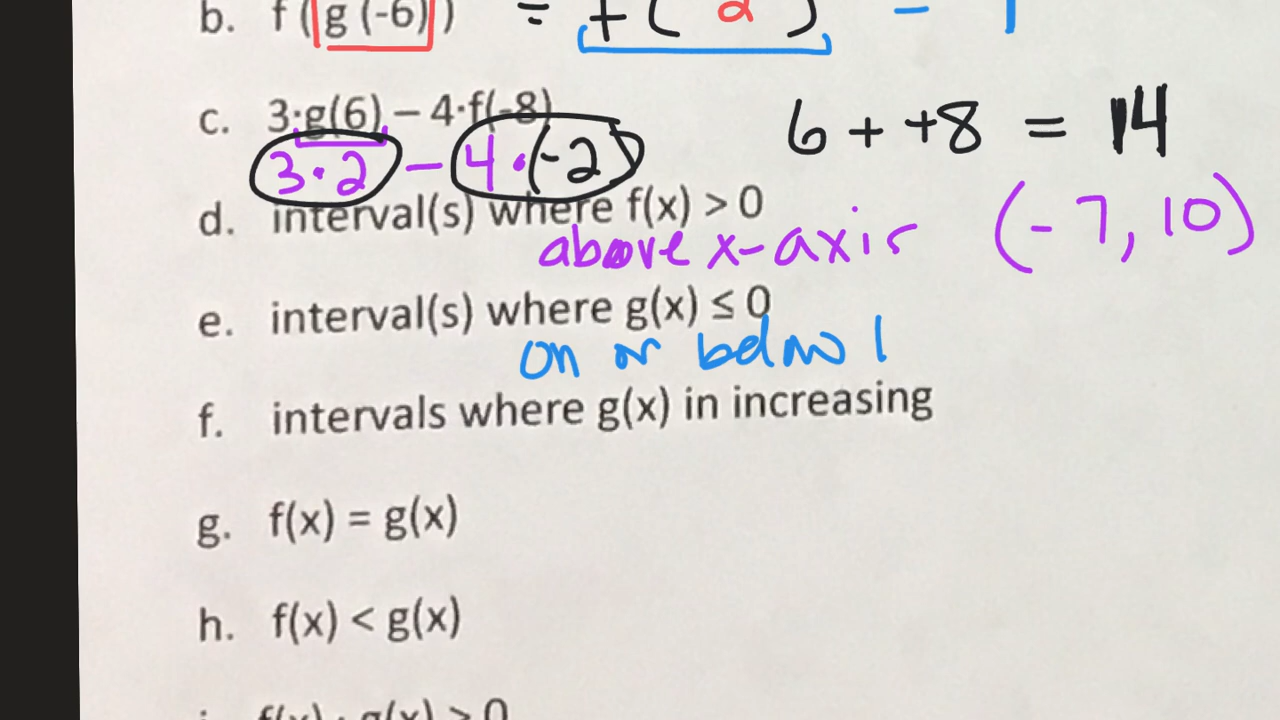 b. f(g(-6)) = f(2) -
c. 3·g(6) – 4·f(-8) 6 + +8 = 14
3·2 - 4·(-2)
d. interval(s) where f(x) > 0
above x-axis (-7, 10)
e. interval(s) where g(x) ≤ 0
on or below
f. intervals where g(x) in increasing
g. f(x) = g(x)
h. f(x) < g(x)
f(x) · g(x) > 0